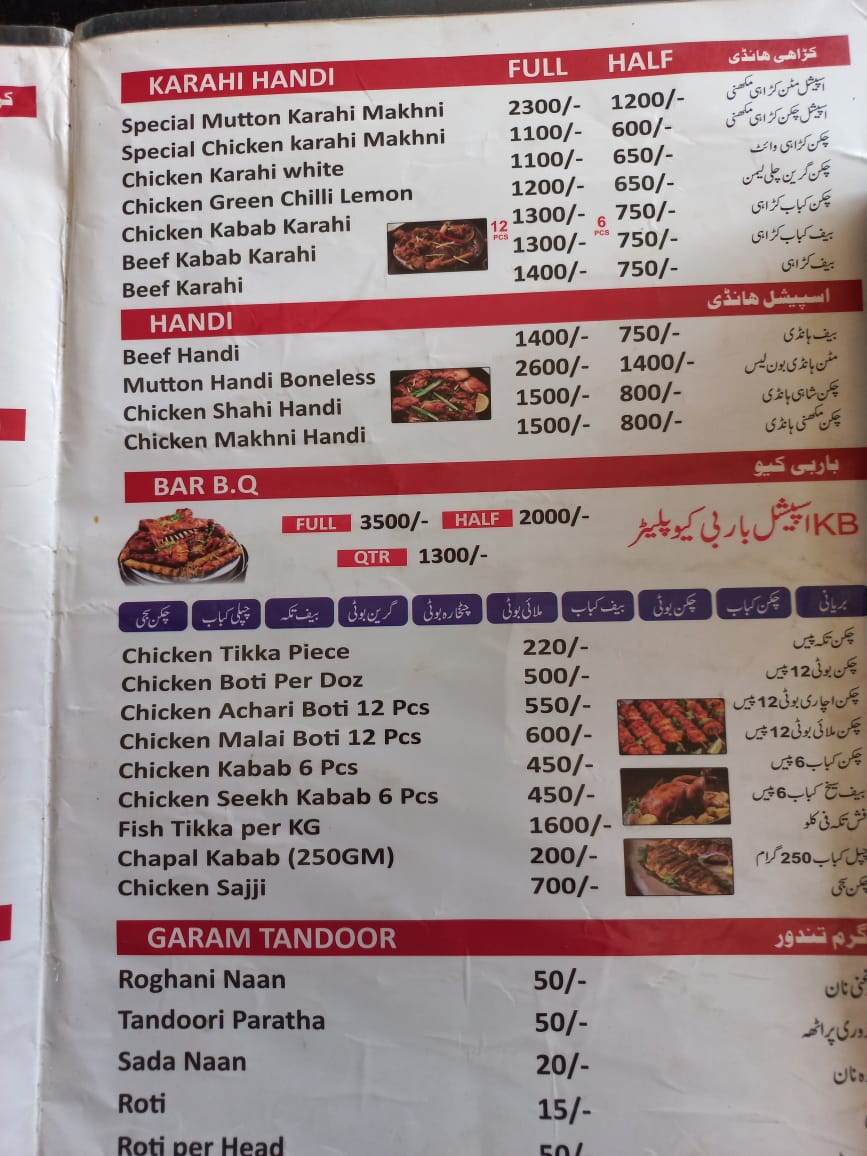 KARAHI HANDI FULL HALF کڑاھی ھانڈی
Special Mutton Karahi Makhni 2300/- 1200/- اسپیشل مٹن کڑاہی مکھنی
Special Chicken karahi Makhni 1100/- 600/- اسپیشل چکن کڑاہی مکھنی
Chicken Karahi white 1100/- 650/- چکن کڑاہی وائٹ
Chicken Green Chilli Lemon 1200/- 650/- چکن گرین چلی لیمن
Chicken Kabab Karahi 12 PCS 1300/- 6 PCS 750/- چکن کباب کڑاہی
Beef Kabab Karahi 1300/- 750/- بیف کباب کڑاہی
Beef Karahi 1400/- 750/- بیف کڑاہی
HANDI اسپیشل ھانڈی
Beef Handi 1400/- 750/- بیف ہانڈی
Mutton Handi Boneless 2600/- 1400/- مٹن ہانڈی بون لیس
Chicken Shahi Handi 1500/- 800/- چکن شاہی ہانڈی
Chicken Makhni Handi 1500/- 800/- چکن مکھنی ہانڈی
BAR B.Q باربی کیو
FULL 3500/- HALF 2000/- KB اسپیشل باربی کیو پلیٹر
QTR 1300/-
بریانی چکن کباب چکن بوٹی بیف کباب ملائی بوٹی چٹخارہ بوٹی گرین بوٹی بیف تکہ چپلی کباب چکن سجی
Chicken Tikka Piece 220/- چکن تکہ پیس
Chicken Boti Per Doz 500/- چکن بوٹی 12 پیس
Chicken Achari Boti 12 Pcs 550/- چکن اچاری بوٹی 12 پیس
Chicken Malai Boti 12 Pcs 600/- چکن ملائی بوٹی 12 پیس
Chicken Kabab 6 Pcs 450/- چکن کباب 6 پیس
Chicken Seekh Kabab 6 Pcs 450/- بیف سیخ کباب 6 پیس
Fish Tikka per KG 1600/- فش تکہ فی کلو
Chapal Kabab (250GM) 200/- چپل کباب 250 گرام
Chicken Sajji 700/- چکن سجی
GARAM TANDOOR گرم تندور
Roghani Naan 50/- نان
Tandoori Paratha 50/- پراٹھہ
Sada Naan 20/- نان
Roti 15/-
Roti per Head 50/-